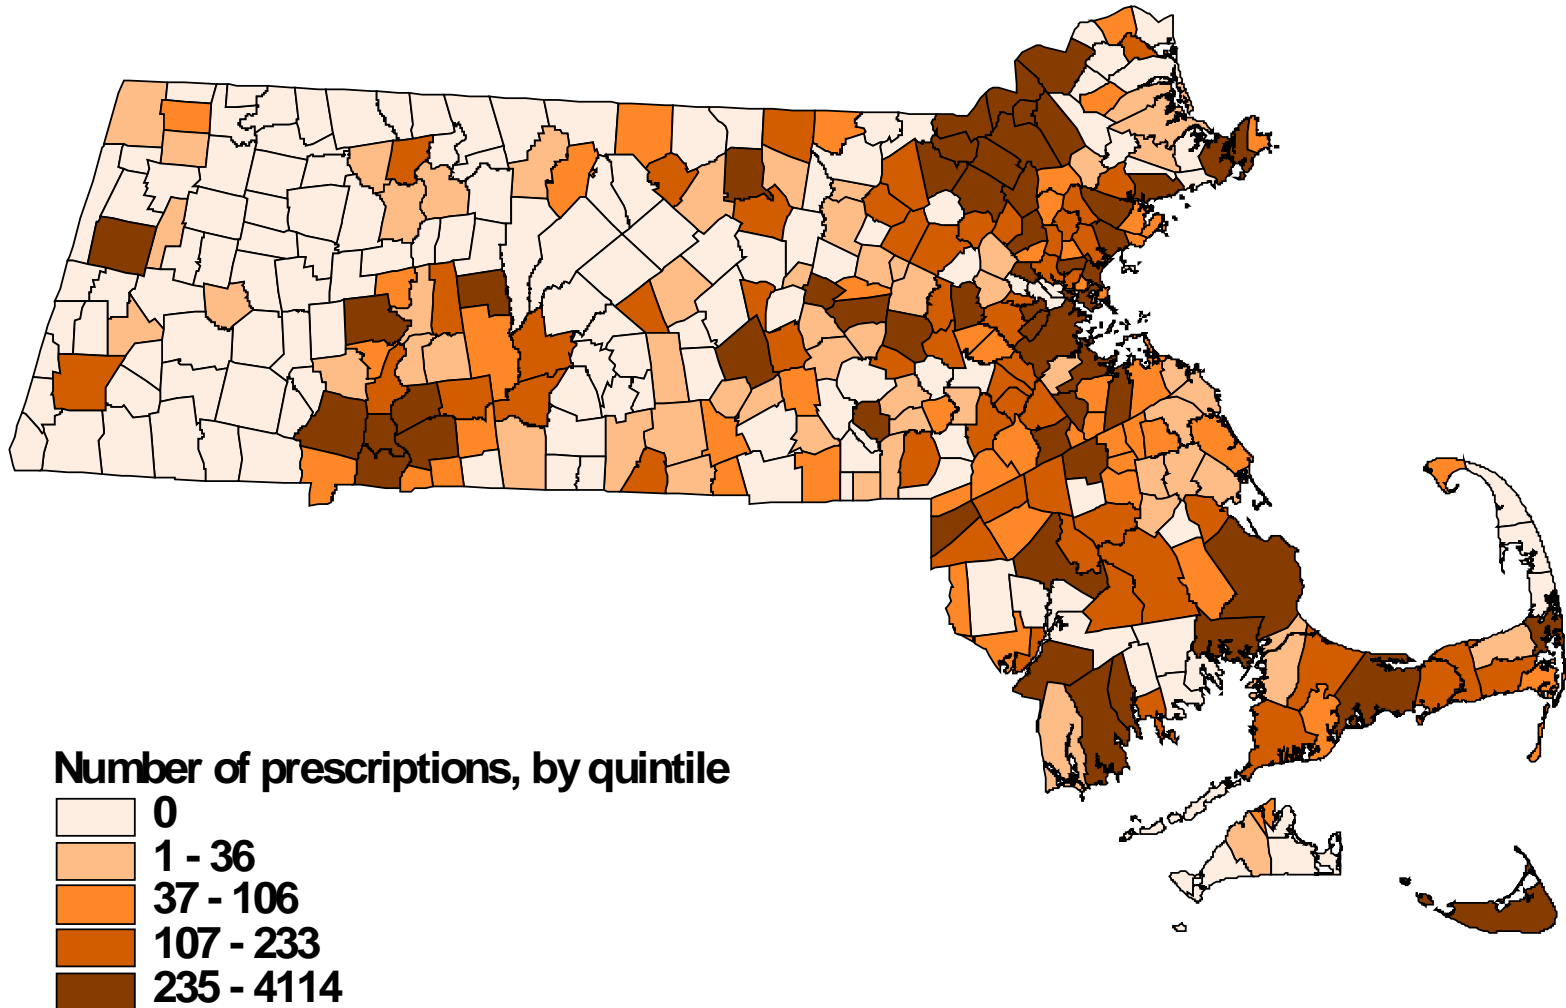 Number of prescriptions, by quintile
0
1 - 36
37 - 106
107 - 233
235 - 4114